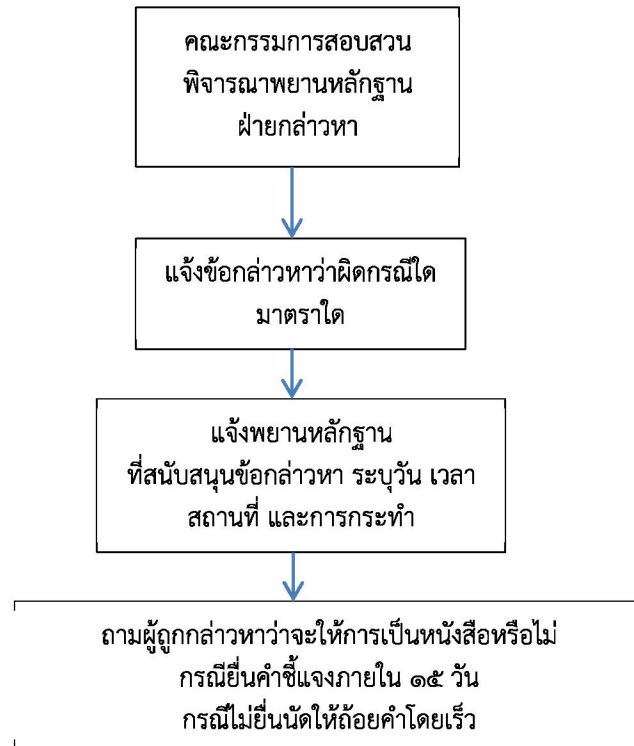 คณะกรรมการสอบสวน
พิจารณาพยานหลักฐาน
ฝ่ายกล่าวหา
แจ้งข้อกล่าวหาว่าผิดกรณีใด
มาตราใด
แจ้งพยานหลักฐาน
ที่สนับสนุนข้อกล่าวหา ระบุวัน เวลา
สถานที่ และการกระทำ
ถามผู้ถูกกล่าวหาว่าจะให้การเป็นหนังสือหรือไม่
กรณียื่นคำชี้แจงภายใน ๑๕ วัน
กรณีไม่ยื่นนัดให้ถ้อยคำโดยเร็ว